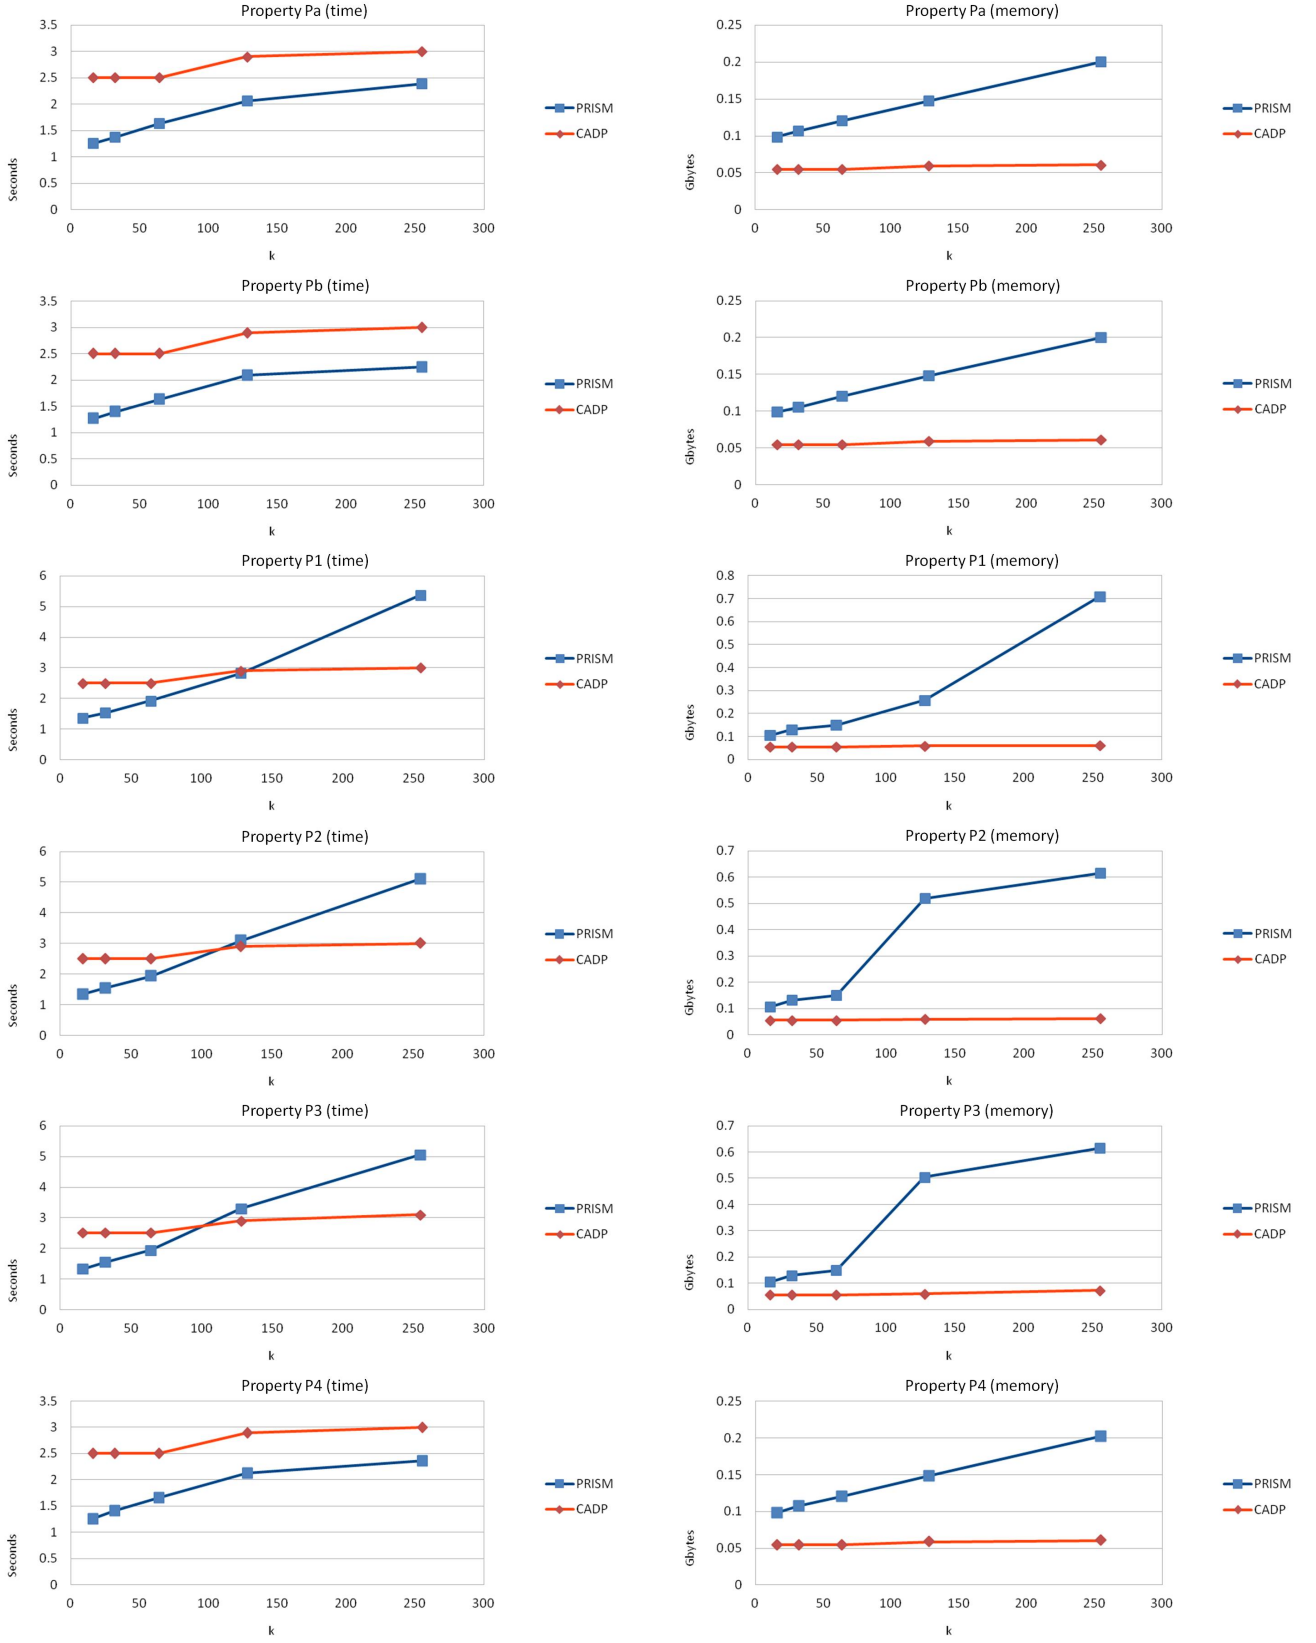 Property Pa (time)
3.5
3
2.5
2
1.5
1
0.5
0
0 50 100 150 200 250 300
Seconds
k
PRISM
CADP
Property Pa (memory)
0.25
0.2
0.15
0.1
0.05
0
0 50 100 150 200 250 300
Gbytes
k
PRISM
CADP
Property Pb (time)
3.5
3
2.5
2
1.5
1
0.5
0
0 50 100 150 200 250 300
Seconds
k
PRISM
CADP
Property Pb (memory)
0.25
0.2
0.15
0.1
0.05
0
0 50 100 150 200 250 300
Gbytes
k
PRISM
CADP
Property P1 (time)
6
5
4
3
2
1
0
0 50 100 150 200 250 300
Seconds
k
PRISM
CADP
Property P1 (memory)
0.8
0.7
0.6
0.5
0.4
0.3
0.2
0.1
0
0 50 100 150 200 250 300
Gbytes
k
PRISM
CADP
Property P2 (time)
6
5
4
3
2
1
0
0 50 100 150 200 250 300
Seconds
k
PRISM
CADP
Property P2 (memory)
0.7
0.6
0.5
0.4
0.3
0.2
0.1
0
0 50 100 150 200 250 300
Gbytes
k
PRISM
CADP
Property P3 (time)
6
5
4
3
2
1
0
0 50 100 150 200 250 300
Seconds
k
PRISM
CADP
Property P3 (memory)
0.7
0.6
0.5
0.4
0.3
0.2
0.1
0
0 50 100 150 200 250 300
Gbytes
k
PRISM
CADP
Property P4 (time)
3.5
3
2.5
2
1.5
1
0.5
0
0 50 100 150 200 250 300
Seconds
k
PRISM
CADP
Property P4 (memory)
0.25
0.2
0.15
0.1
0.05
0
0 50 100 150 200 250 300
Gbytes
k
PRISM
CADP